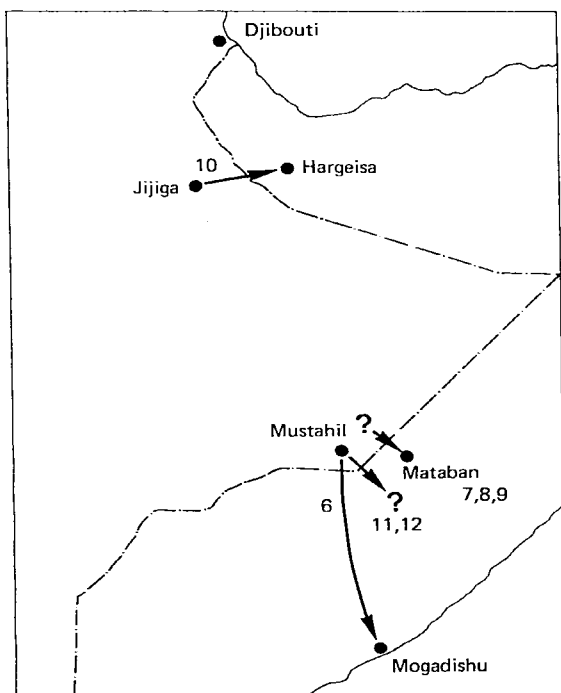 Djibouti
10
Hargeisa
Jijiga
?
Mustahil
Mataban
7,8,9
?
6
11,12
Mogadishu